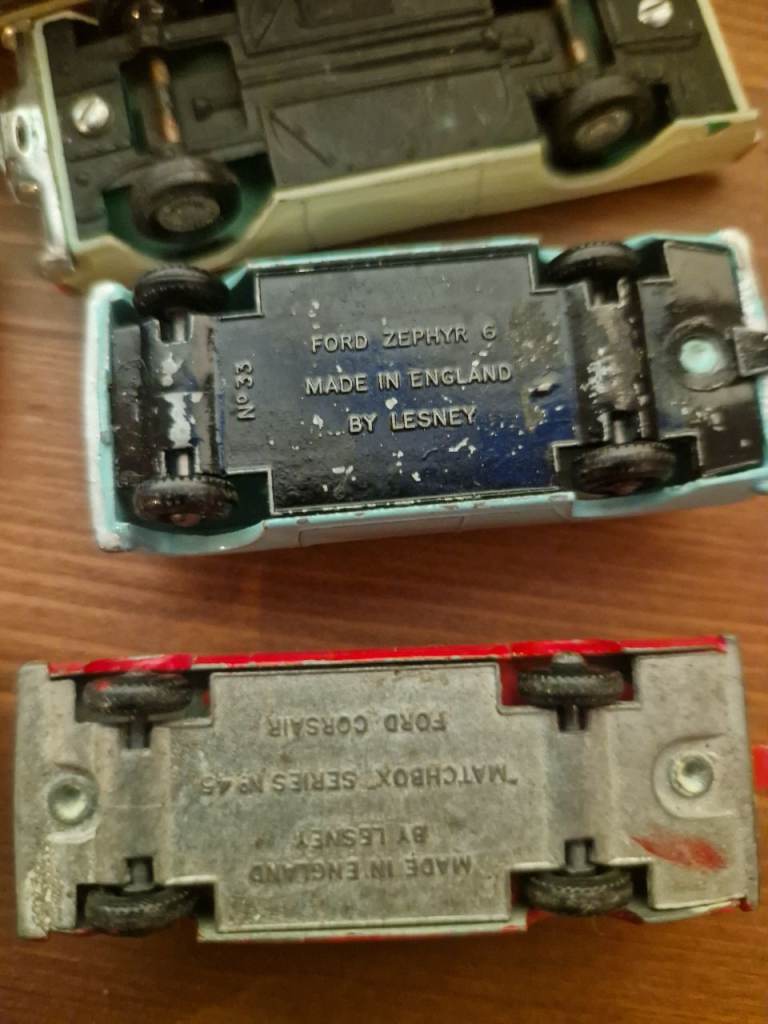 FORD ZEPHYR 6
MADE IN ENGLAND
BY LESNEY
Nº 33
FORD CORSAIR
"MATCHBOX" SERIES Nº 45
MADE IN ENGLAND
BY LESNEY